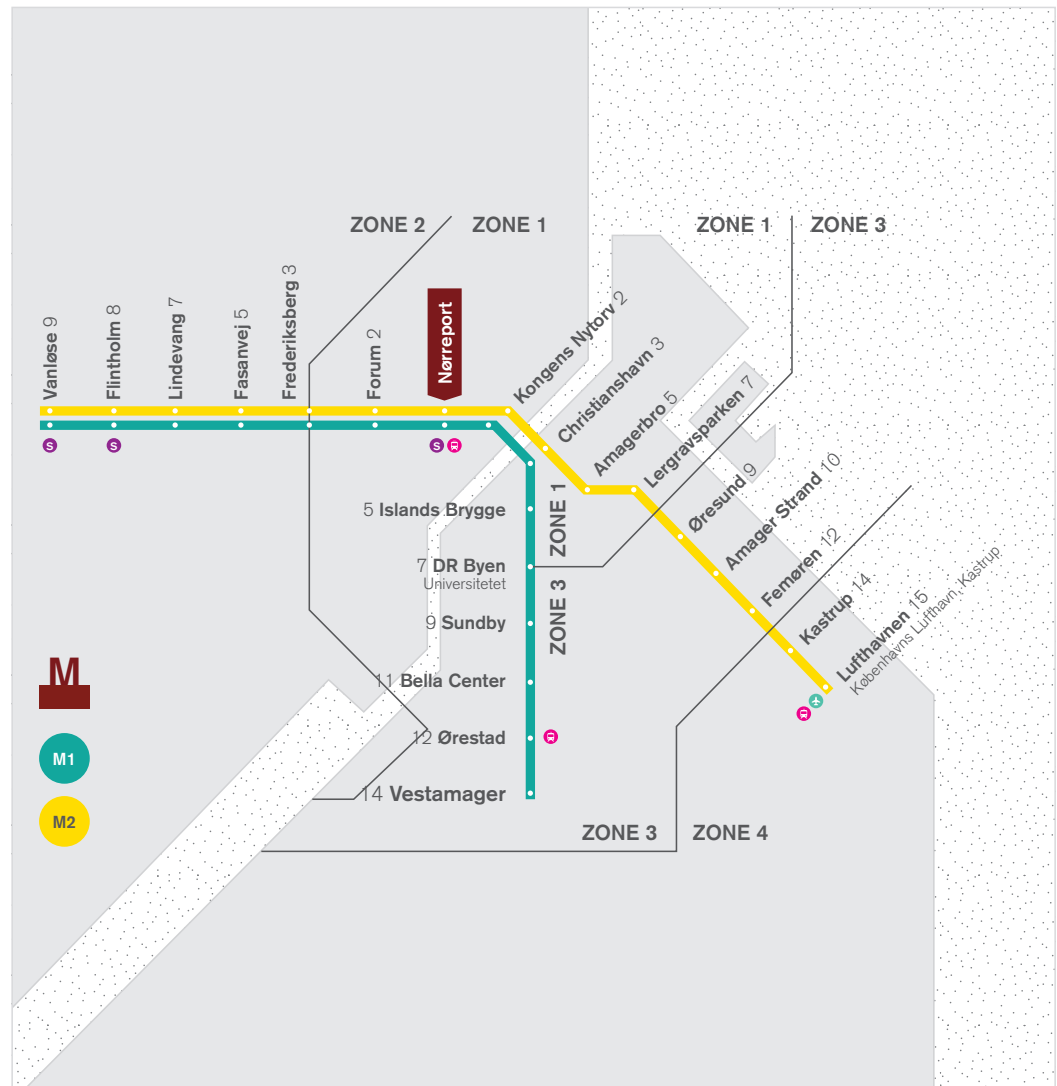 ZONE 2
ZONE 1
ZONE 1
ZONE 3
Vanløse 9
Flintholm 8
Lindevang 7
Fasanvej 5
Frederiksberg 3
Forum 2
Nørreport
Kongens Nytorv 2
Christianshavn 3
Amagerbro 5
Lergravsparken 7
Øresund 9
Amager Strand 10
Femøren 12
Kastrup 14
Lufthavnen 15
Københavns Lufthavn, Kastrup
S
S
S
5 Islands Brygge
7 DR Byen
Universitetet
9 Sundby
11 Bella Center
12 Ørestad
14 Vestamager
ZONE 1
ZONE 3
M
M1
M2
ZONE 3
ZONE 4